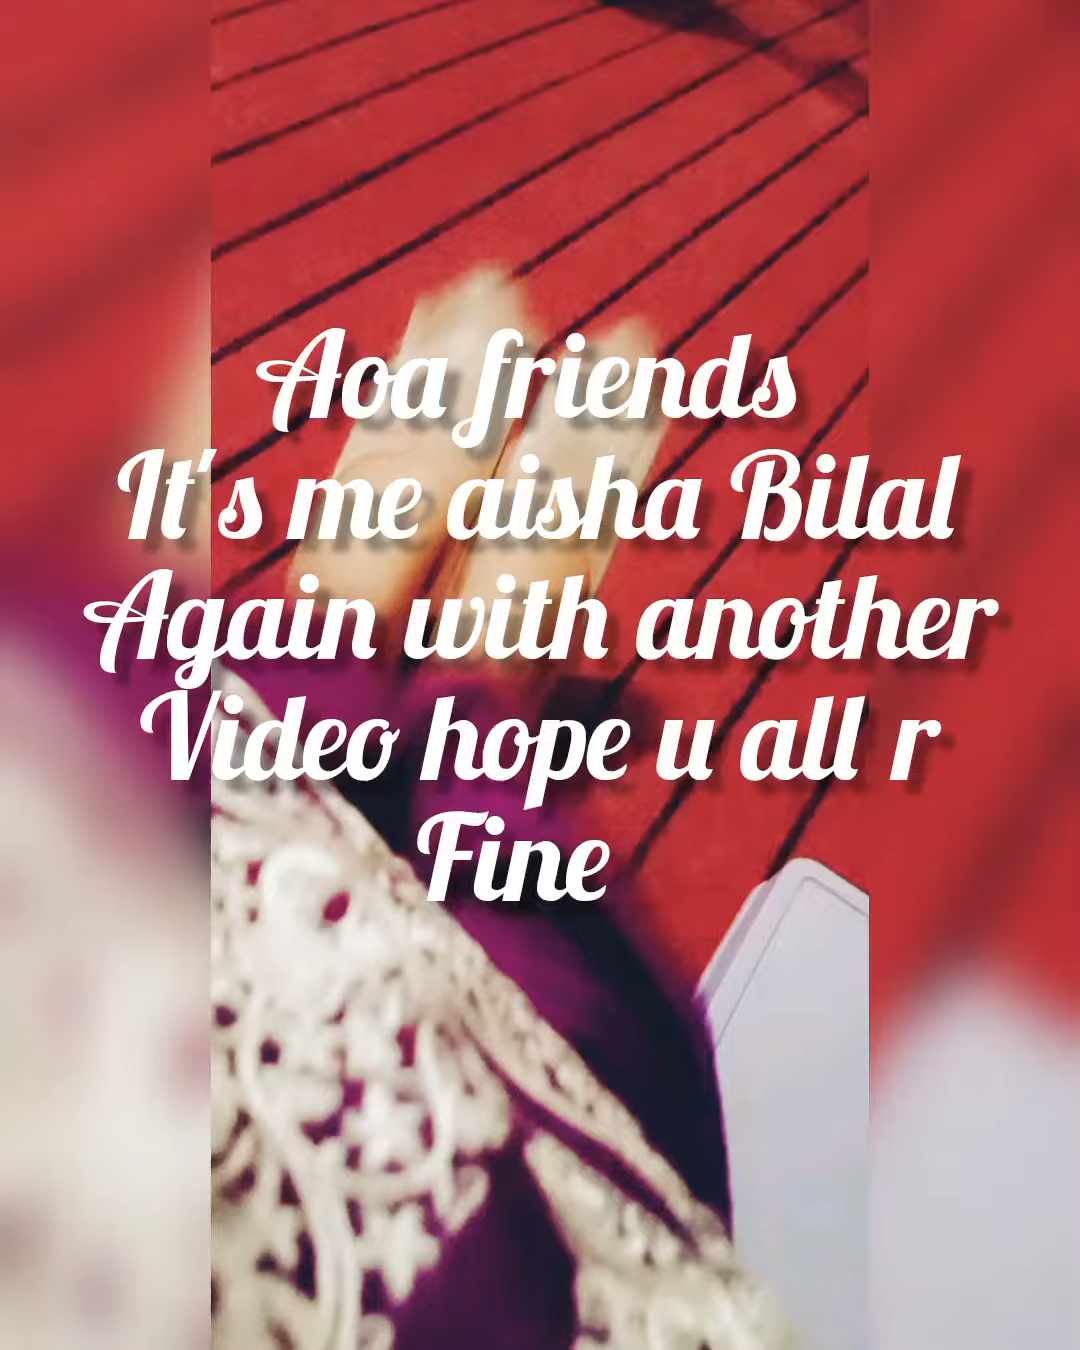 Aoa friends
It's me aisha Bilal
Again with another
Video hope u all r
Fine